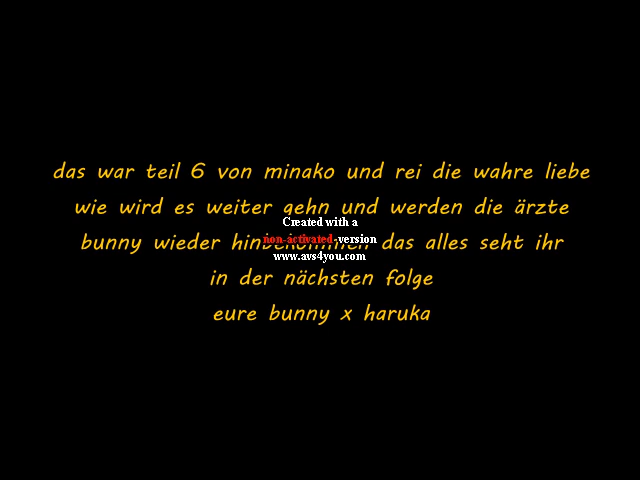 das war teil 6 von minako und rei die wahre liebe
wie wird es weiter gehn und werden die ärzte
Created with a
bunny wieder hinbekommen das alles seht ihr
non-activated-version
www.avs4you.com
in der nächsten folge
eure bunny x haruka